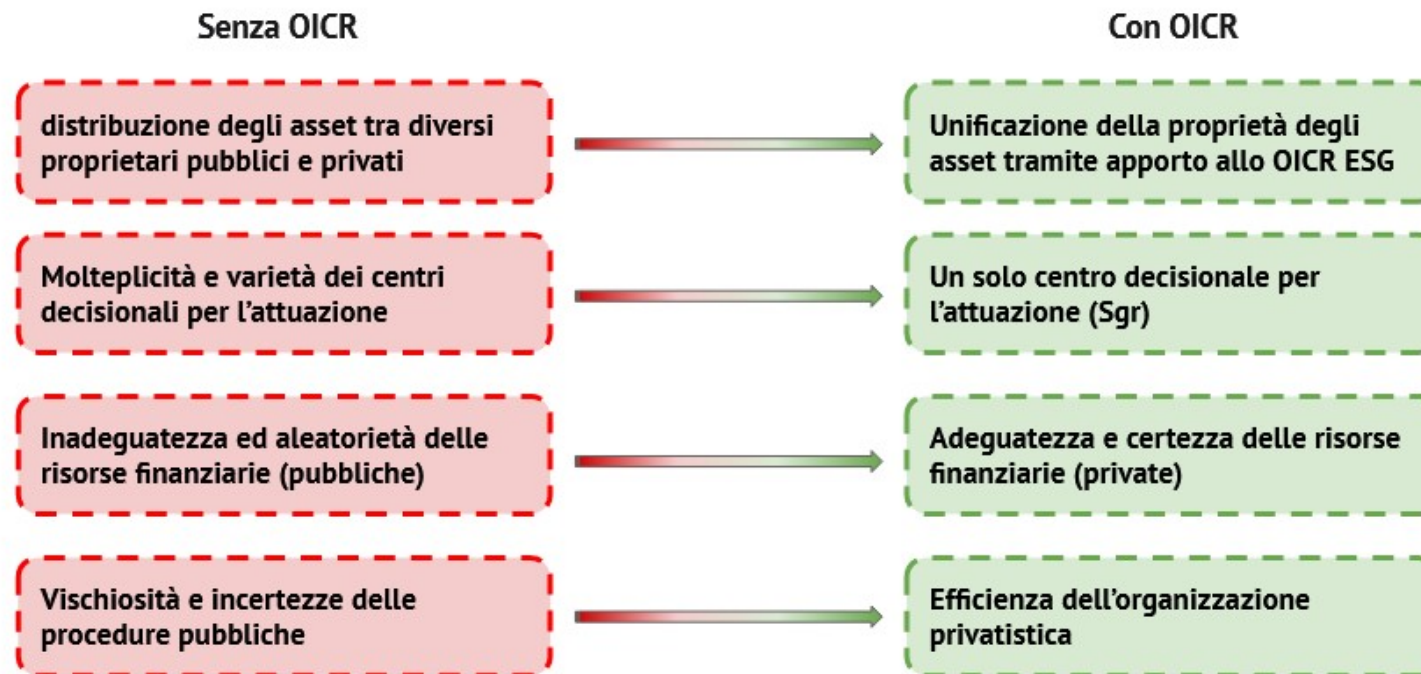 Senza OICR
Con OICR
distribuzione degli asset tra diversi
proprietari pubblici e privati
Unificazione della proprietà degli
asset tramite apporto allo OICR ESG
Molteplicità e varietà dei centri
decisionali per l'attuazione
Un solo centro decisionale per
l'attuazione (Sgr)
Inadeguatezza ed aleatorietà delle
risorse finanziarie (pubbliche)
Adeguatezza e certezza delle risorse
finanziarie (private)
Vischiosità e incertezze delle
procedure pubbliche
Efficienza dell'organizzazione
privatistica